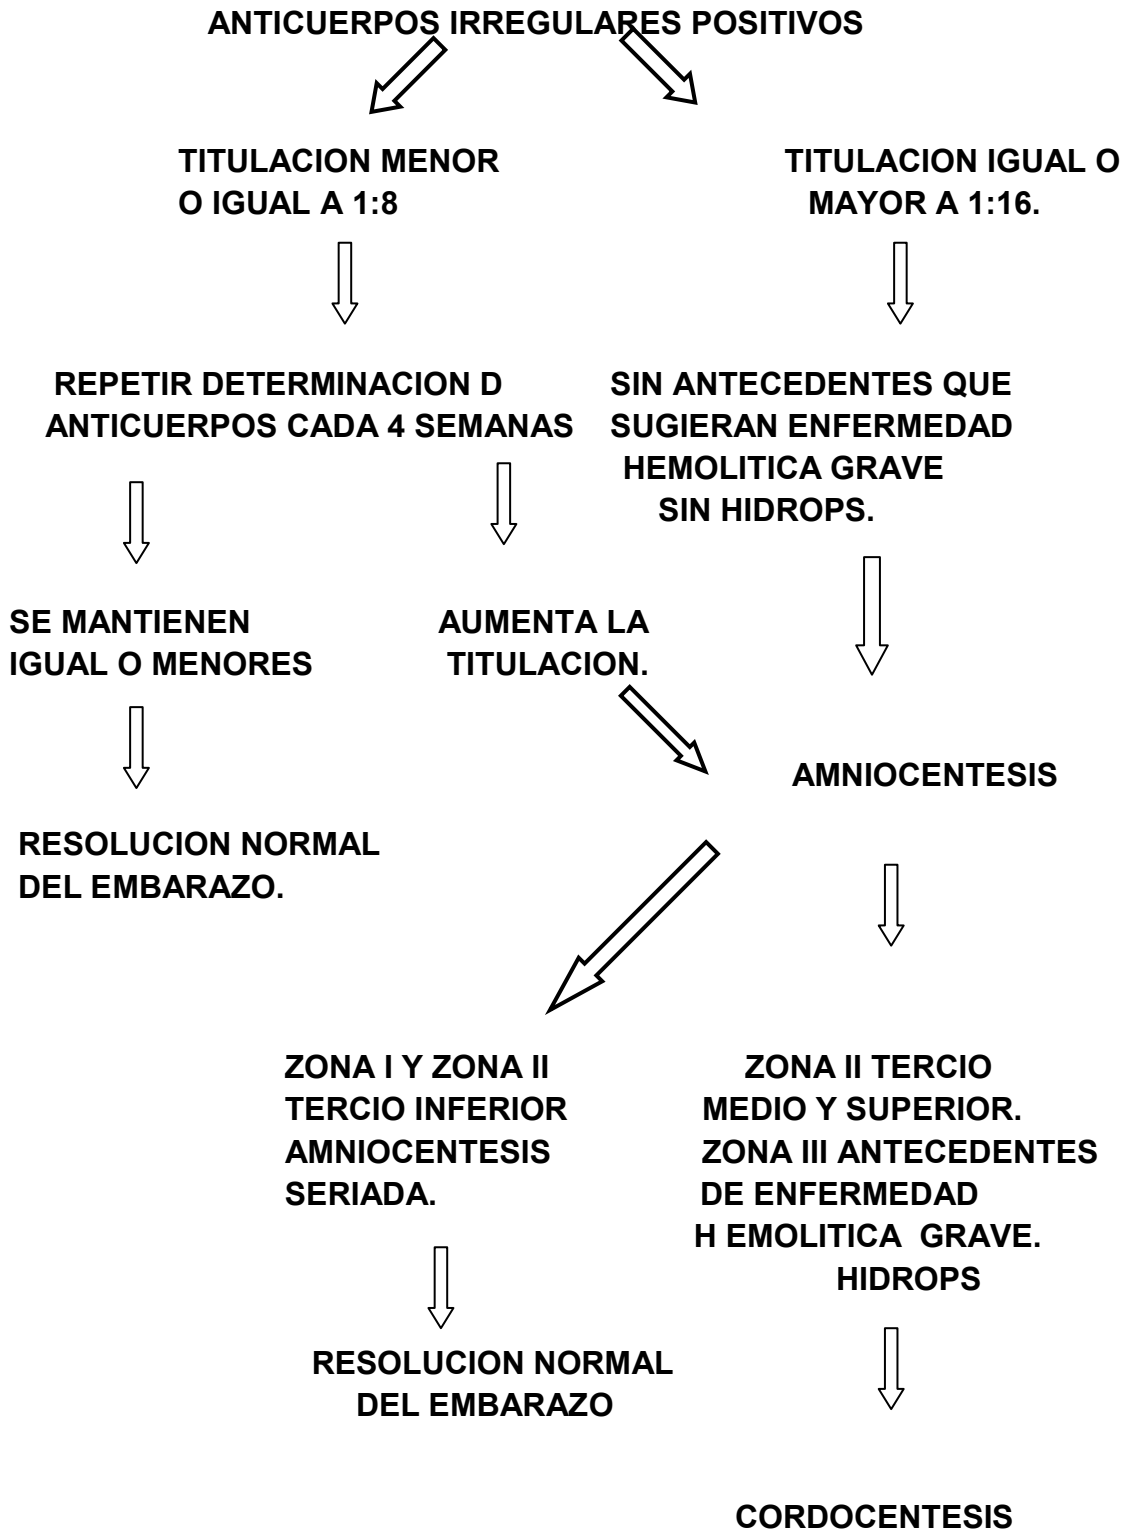 ANTICUERPOS IRREGULARES POSITIVOS
TITULACION MENOR
O IGUAL A 1:8
TITULACION IGUAL O
MAYOR A 1:16.
REPETIR DETERMINACION D
ANTICUERPOS CADA 4 SEMANAS
SIN ANTECEDENTES QUE
SUGIERAN ENFERMEDAD
HEMOLITICA GRAVE
SIN HIDROPS.
SE MANTIENEN
IGUAL O MENORES
AUMENTA LA
TITULACION.
AMNIOCENTESIS
RESOLUCION NORMAL
DEL EMBARAZO.
ZONA I Y ZONA II
TERCIO INFERIOR
AMNIOCENTESIS
SERIADA.
ZONA II TERCIO
MEDIO Y SUPERIOR.
ZONA III ANTECEDENTES
DE ENFERMEDAD
H EMOLITICA  GRAVE.
HIDROPS
RESOLUCION NORMAL
DEL EMBARAZO
CORDOCENTESIS